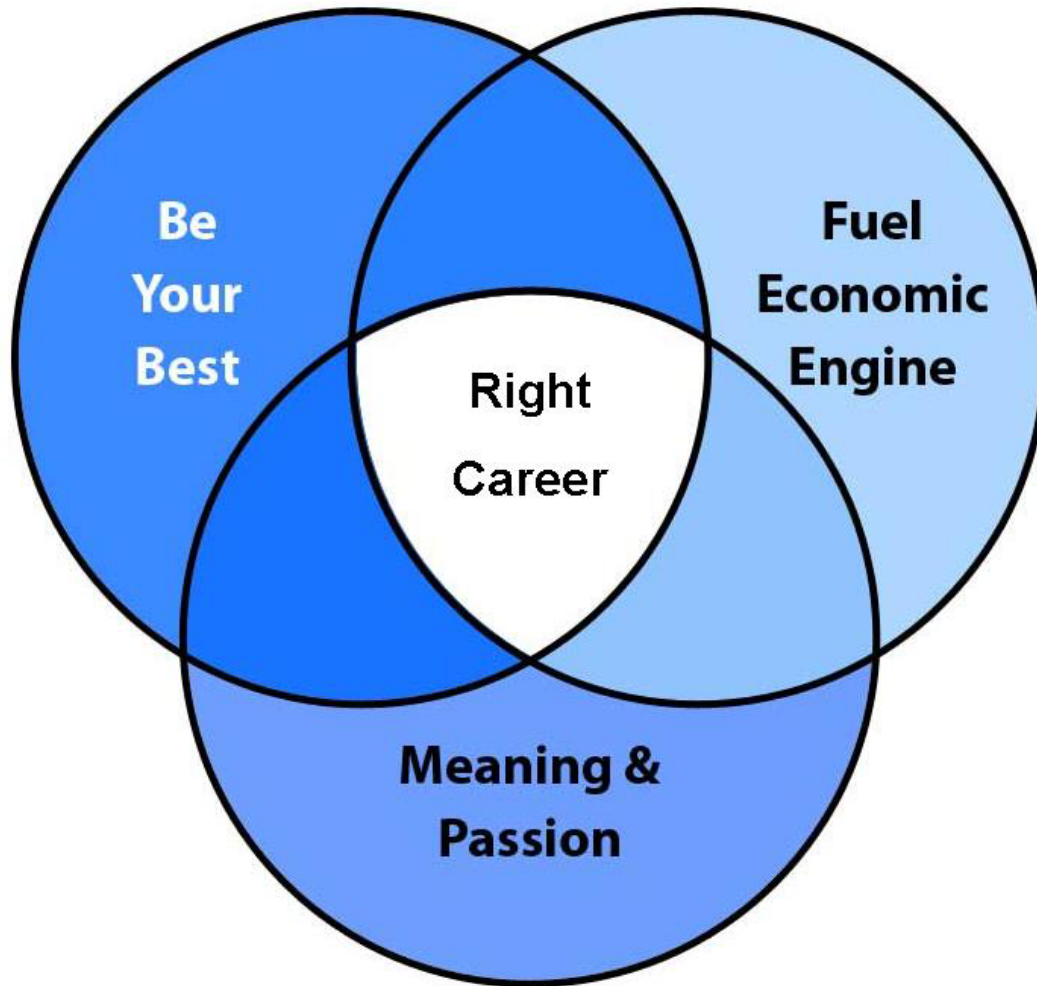 Be
Your
Best
Fuel
Economic
Engine
Right
Career
Meaning &
Passion